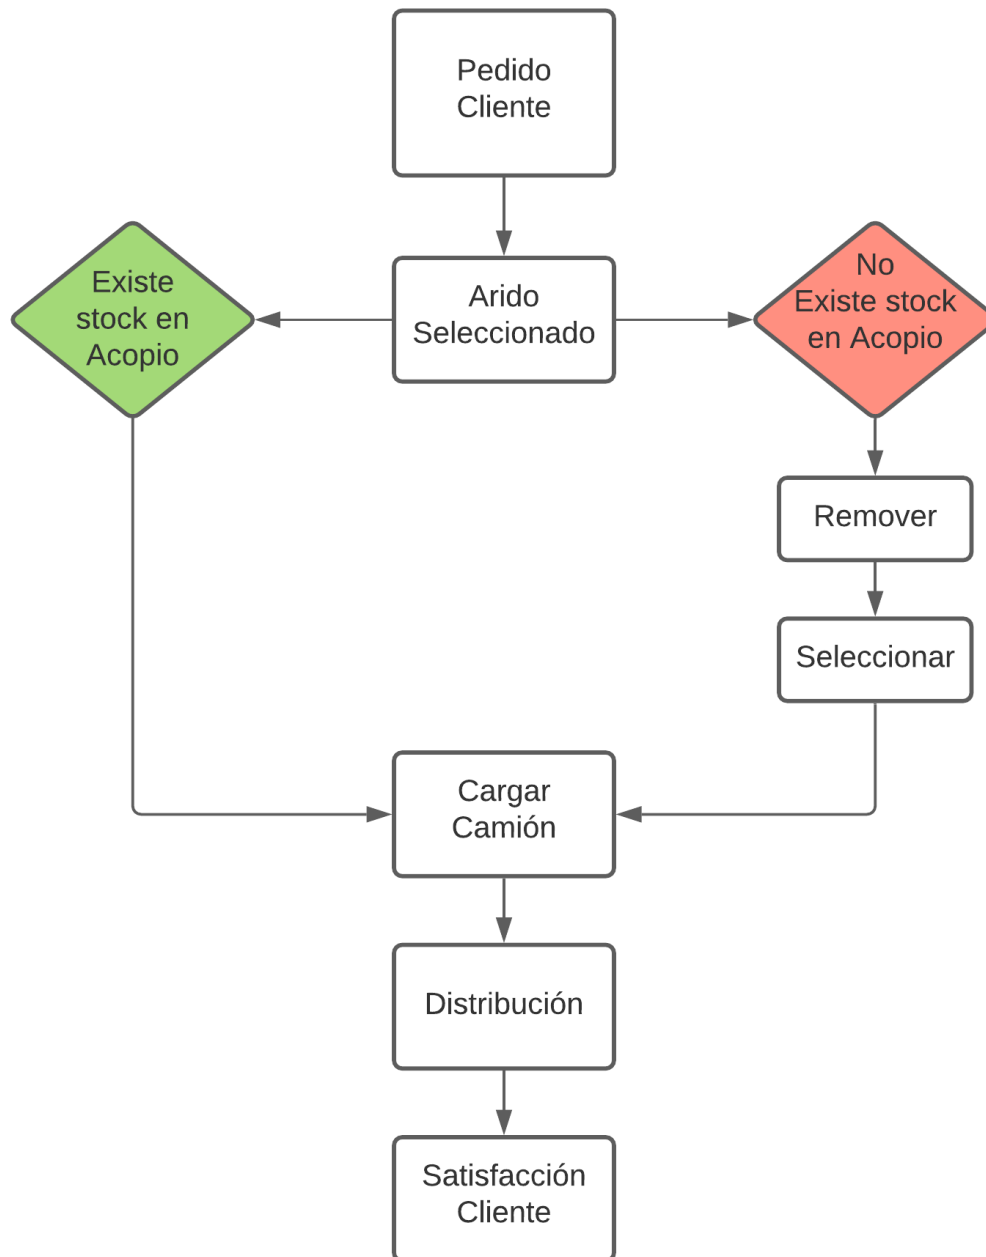 Pedido
Cliente
Existe
stock en
Acopio
Arido
Seleccionado
No
Existe stock
en Acopio
Remover
Seleccionar
Cargar
Camión
Distribución
Satisfacción
Cliente